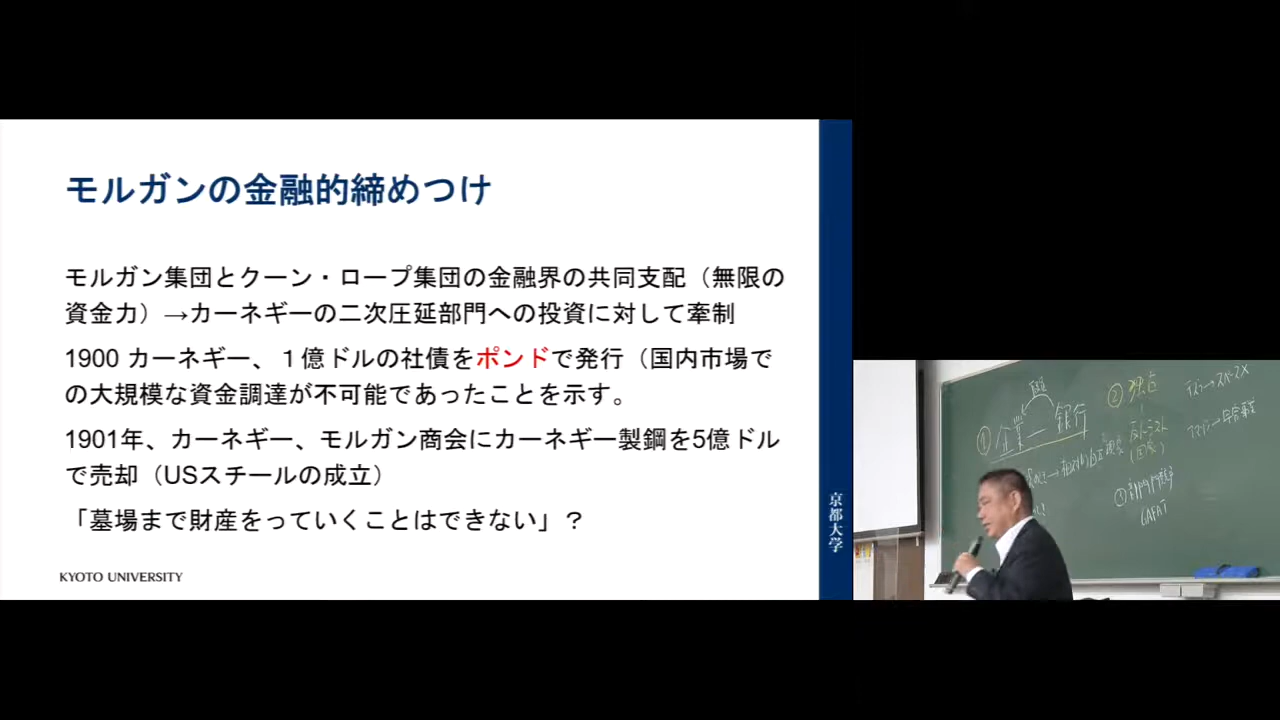 モルガンの金融的締めつけ
モルガン集団とクーン・ロープ集団の金融界の共同支配（無限の
資金力）→カーネギーの二次圧延部門への投資に対して牽制
1900 カーネギー、１億ドルの社債をポンドで発行（国内市場で
の大規模な資金調達が不可能であったことを示す。
1901年、カーネギー、モルガン商会にカーネギー製鋼を5億ドル
で売却（USスチールの成立）
「墓場まで財産をっていくことはできない」？
KYOTO UNIVERSITY
京都大学
① 企業 ― 銀行
② 独占
反トラスト
GAFAT